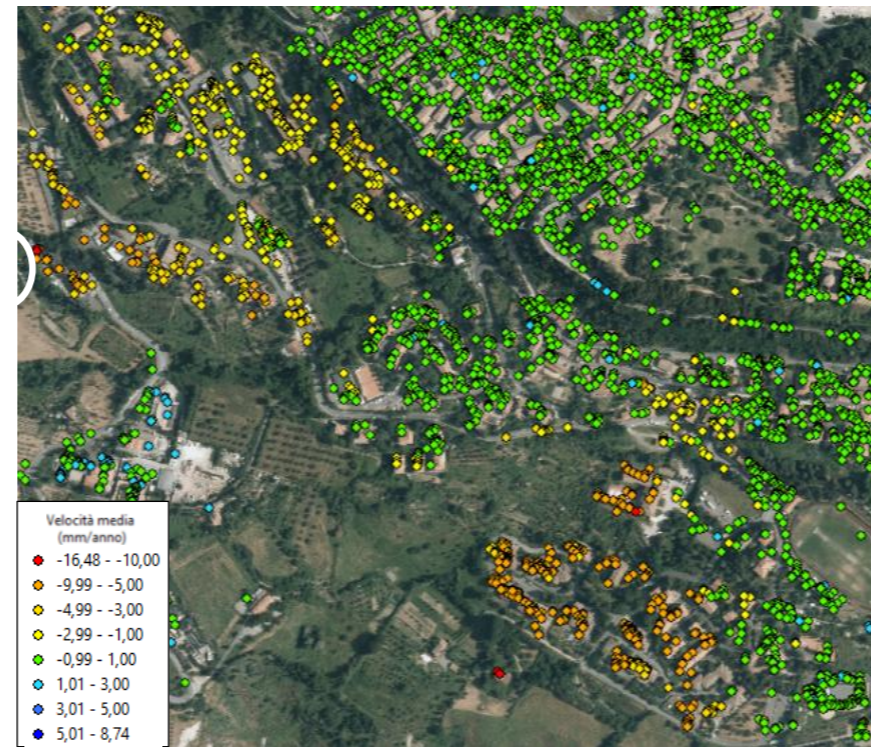 Velocità media
(mm/anno)
-16,48 - -10,00
-9,99 - -5,00
-4,99 - -3,00
-2,99 - -1,00
-0,99 - 1,00
1,01 - 3,00
3,01 - 5,00
5,01 - 8,74